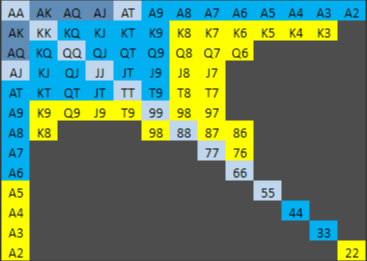 AA AK AQ AJ AT A9 A8 A7 A6 A5 A4 A3 A2
AK KK KQ KJ KT K9 K8 K7 K6 K5 K4 K3
AQ KQ QQ QJ QT Q9 Q8 Q7 Q6
AJ KJ QJ JJ JT J9 J8 J7
AT KT QT JT TT T9 T8 T7
A9 K9 Q9 J9 T9 99 98 97
A8 K8 98 88 87 86
A7 77 76
A6 66
A5 55
A4 44
A3 33
A2 22